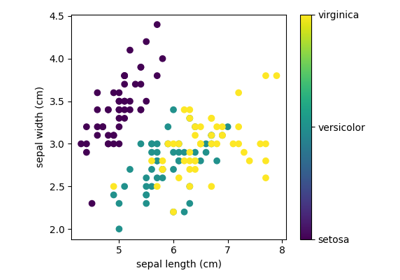 4.5
4.0
3.5
3.0
2.5
2.0
sepal width (cm)
5
6
7
8
sepal length (cm)
virginica
versicolor
setosa